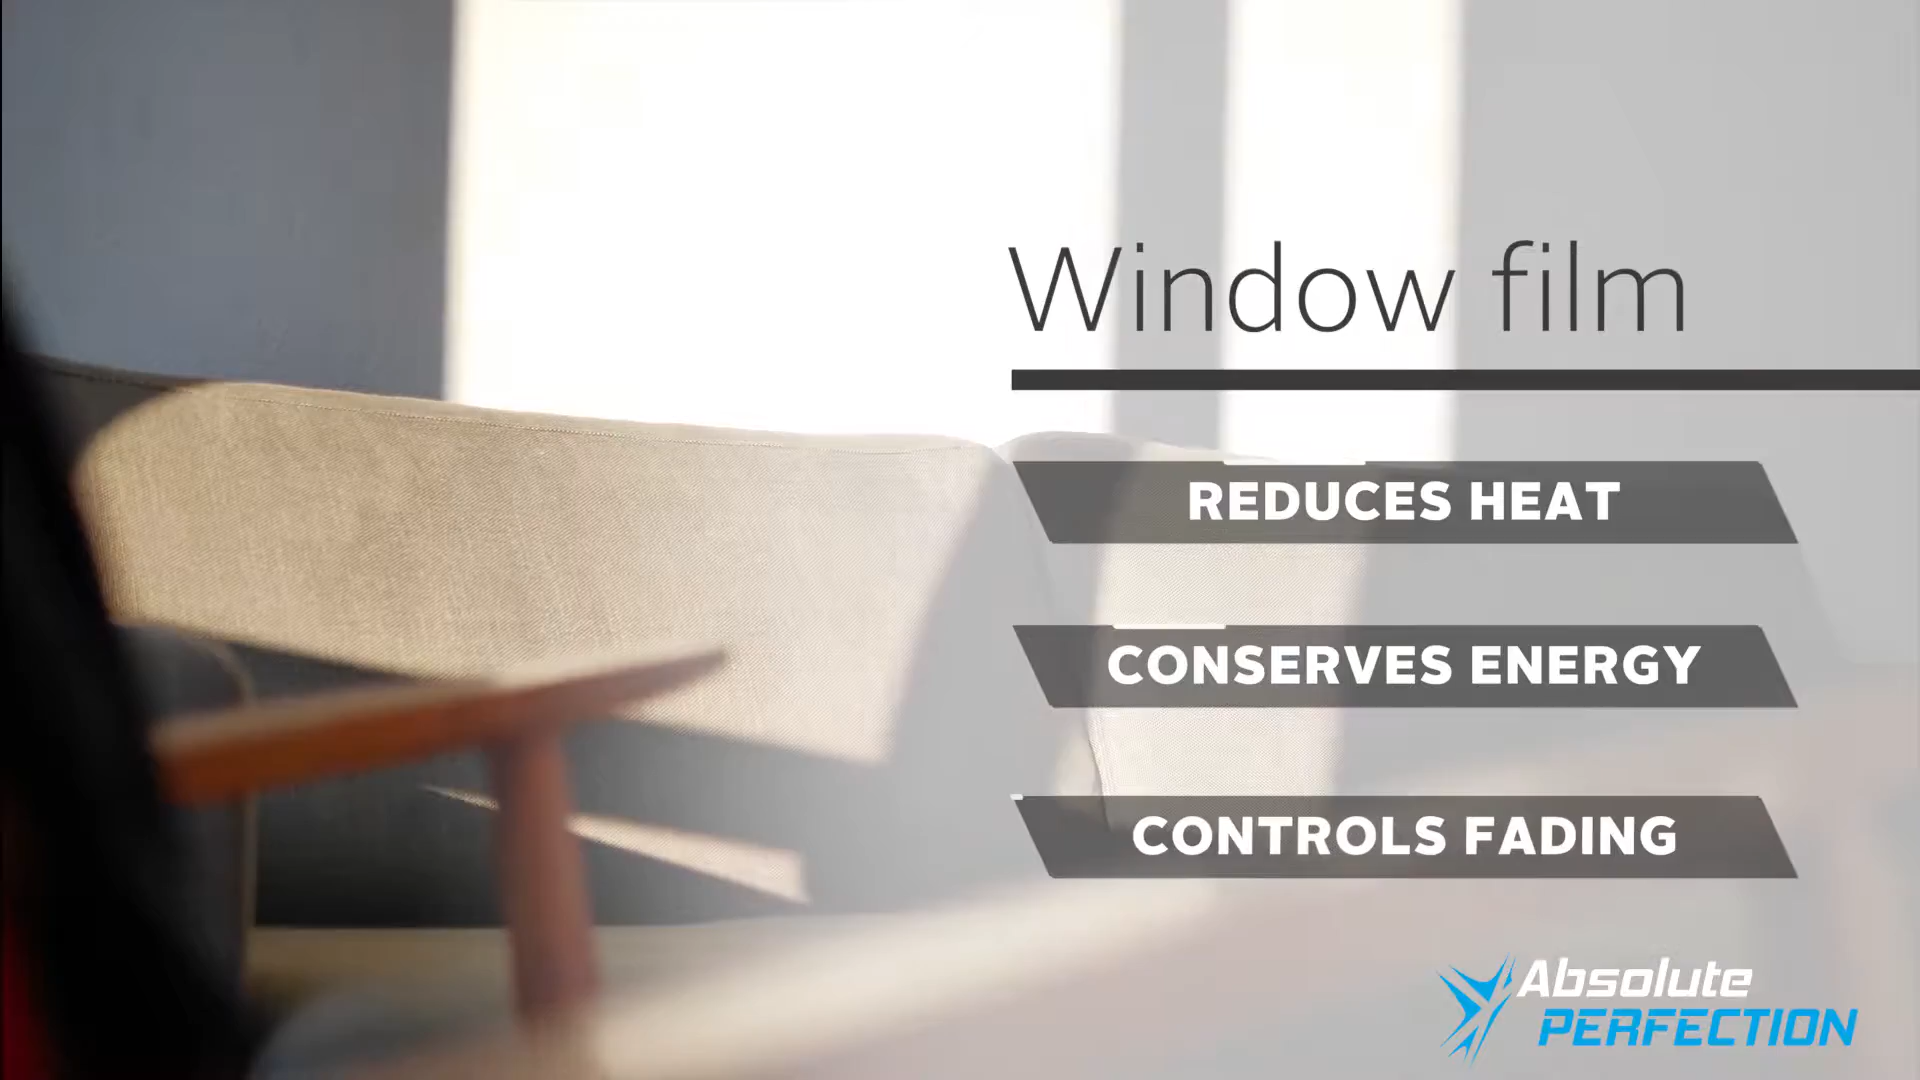 Window film
REDUCES HEAT
CONSERVES ENERGY
CONTROLS FADING
Absolute
PERFECTION